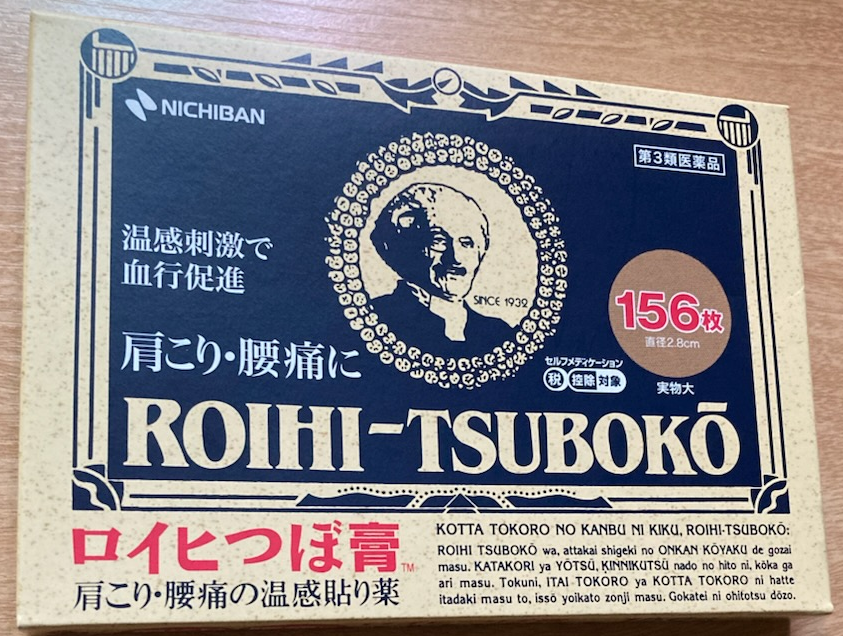 NICHIBAN
第3類医薬品
温感刺激で
血行促進
SINCE 1932
156枚
直径2.8cm
実物大
肩こり・腰痛に
セルフメディケーション
税 控除 対象
ROIHI-TSUBOKŌ
ロイヒつぼ膏™
肩こり・腰痛の温感貼り薬
KOTTA TOKORO NO KANBU NI KIKU, ROIHI-TSUBOKŌ:
ROIHI TSUBOKŌ wa, attakai shigeki no ONKAN KŌYAKU de gozai
masu. KATAKORI ya YŌTSŪ, KINNIKUTSŪ nado no hito ni, kōka ga
ari masu. Tokuni, ITAI TOKORO ya KOTTA TOKORO ni hatte
itadaki masu to, issō yoikato zonji masu. Gokatei ni ohitotsu dōzo.